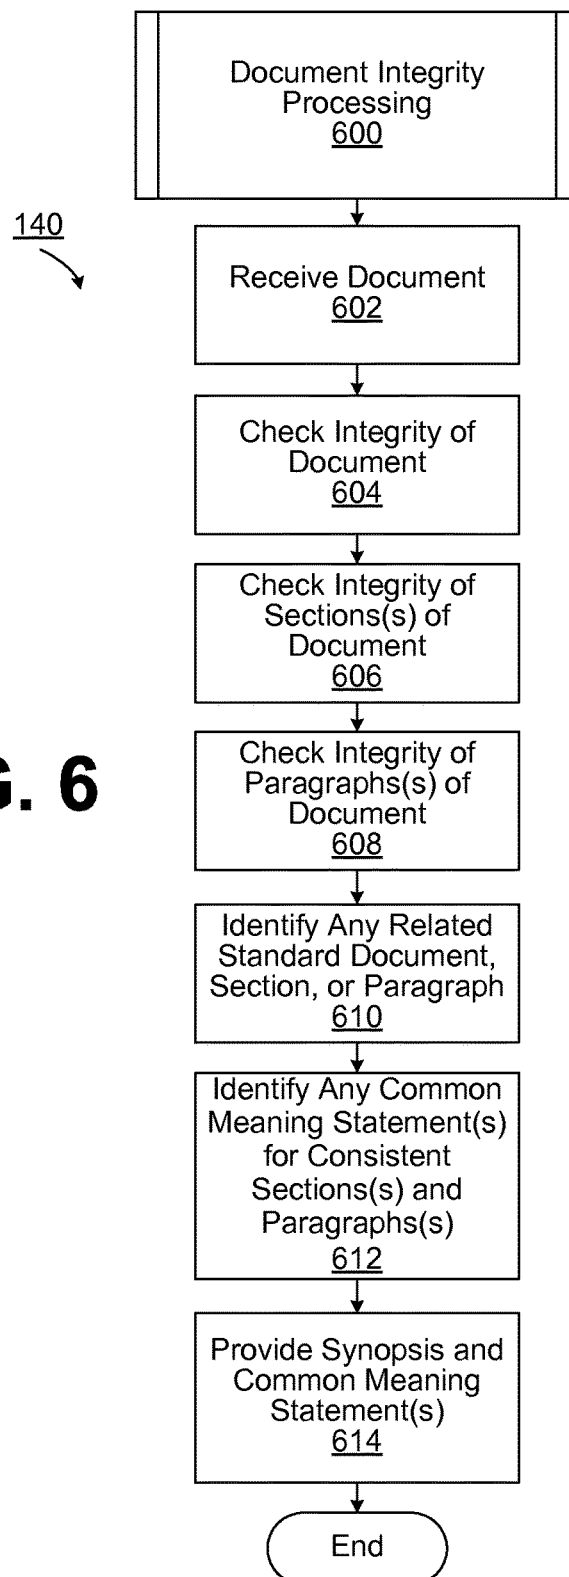 Document Integrity
Processing
600
140
Receive Document
602
Check Integrity of
Document
604
Check Integrity of
Sections(s) of
Document
606
G. 6
Check Integrity of
Paragraphs(s) of
Document
608
Identify Any Related
Standard Document,
Section, or Paragraph
610
Identify Any Common
Meaning Statement(s)
for Consistent
Sections(s) and
Paragraphs(s)
612
Provide Synopsis and
Common Meaning
Statement(s)
614
End